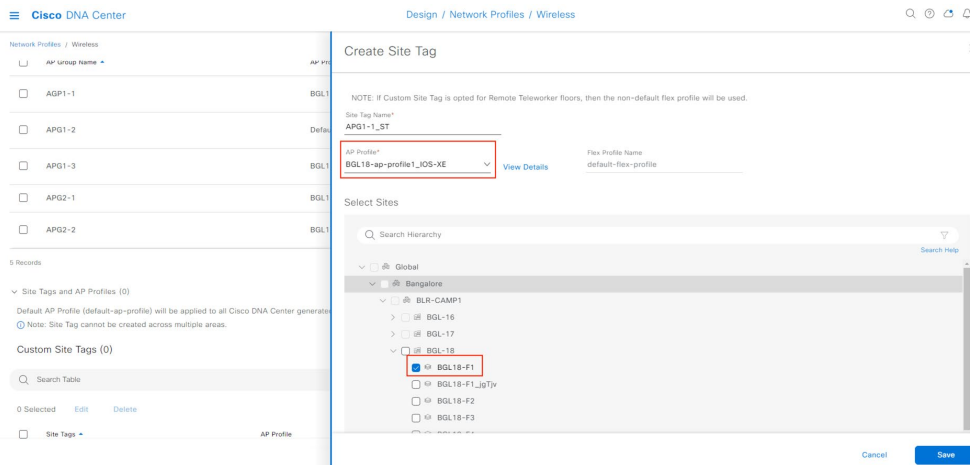 Cisco DNA Center
Design / Network Profiles / Wireless
Network Profiles / Wireless
AP Group Name
AP Pro
AGP1-1
BGL1
APG1-2
Defau
APG1-3
BGL1
APG2-1
BGL1
APG2-2
BGL1
5 Records
Site Tags and AP Profiles (0)
Default AP Profile (default-ap-profile) will be applied to all Cisco DNA Center generated
Note: Site Tag cannot be created across multiple areas.
Custom Site Tags (0)
Search Table
0 Selected Edit Delete
Site Tags AP Profile
Create Site Tag
NOTE: If Custom Site Tag is opted for Remote Teleworker floors, then the non-default flex profile will be used.
Site Tag Name*
APG1-1_ST
AP Profile*
BGL18-ap-profile1_IOS-XE
View Details
Flex Profile Name
default-flex-profile
Select Sites
Search Hierarchy
Search Help
Global
Bangalore
BLR-CAMP1
BGL-16
BGL-17
BGL-18
BGL18-F1
BGL18-F1_jgTjv
BGL18-F2
BGL18-F3
Cancel Save